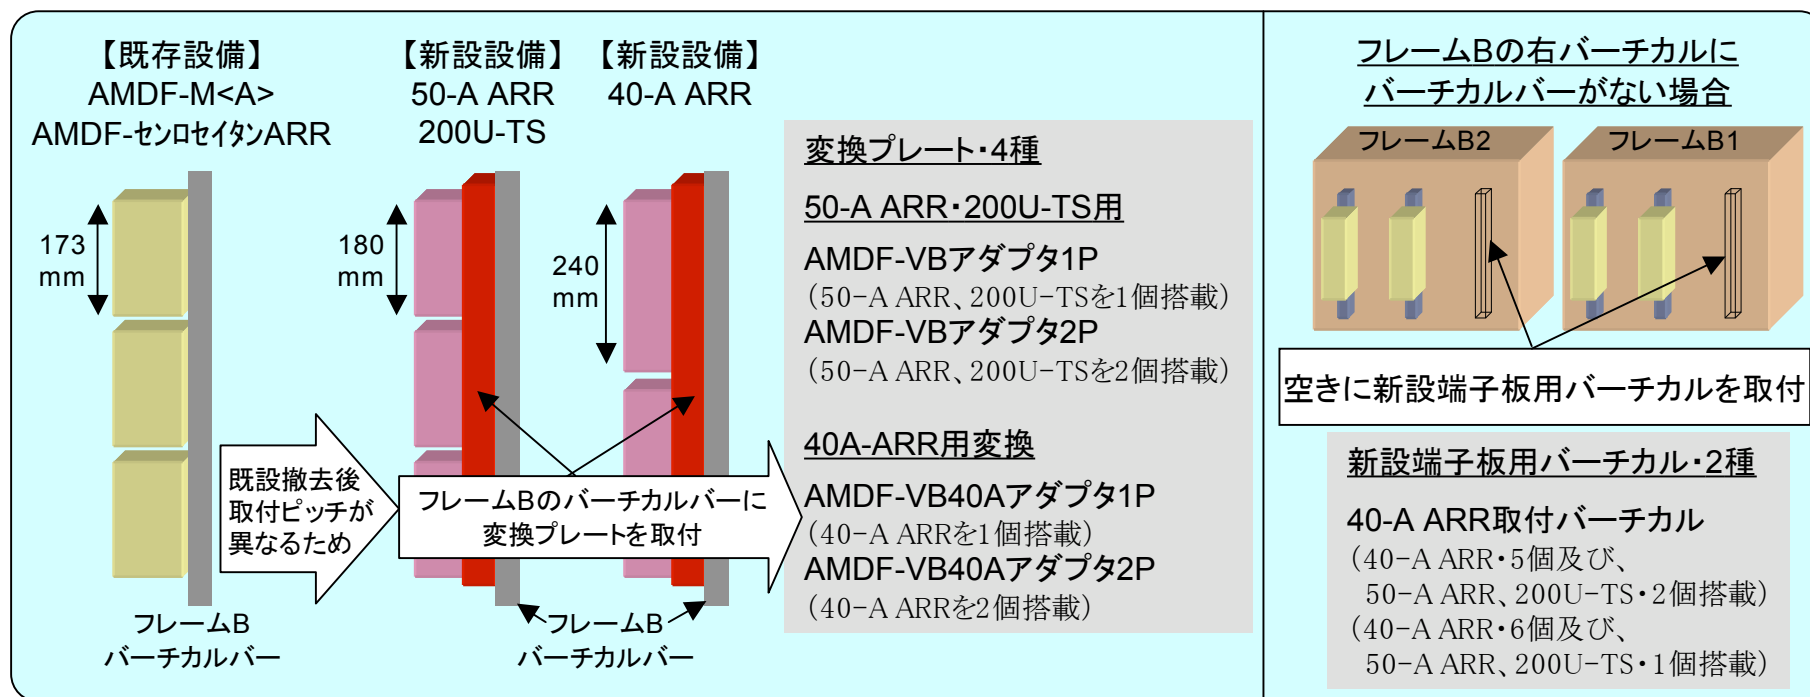 【既存設備】
AMDF-M<A>
AMDF-センロセイタンARR
【新設設備】
50-A ARR
200U-TS
【新設設備】
40-A ARR
173
mm
180
mm
240
mm
既設撤去後
取付ピッチが
異なるため
フレームBのバーチカルバーに
変換プレートを取付
フレームB
バーチカルバー
フレームB
バーチカルバー
変換プレート・4種
50-A ARR・200U-TS用
AMDF-VBアダプタ1P
(50-A ARR、200U-TSを1個搭載)
AMDF-VBアダプタ2P
(50-A ARR、200U-TSを2個搭載)
40A-ARR用変換
AMDF-VB40Aアダプタ1P
(40-A ARRを1個搭載)
AMDF-VB40Aアダプタ2P
(40-A ARRを2個搭載)
フレームBの右バーチカルに
バーチカルバーがない場合
フレームB2
フレームB1
空きに新設端子板用バーチカルを取付
新設端子板用バーチカル・2種
40-A ARR取付バーチカル
(40-A ARR・5個及び、
50-A ARR、200U-TS・2個搭載)
(40-A ARR・6個及び、
50-A ARR、200U-TS・1個搭載)